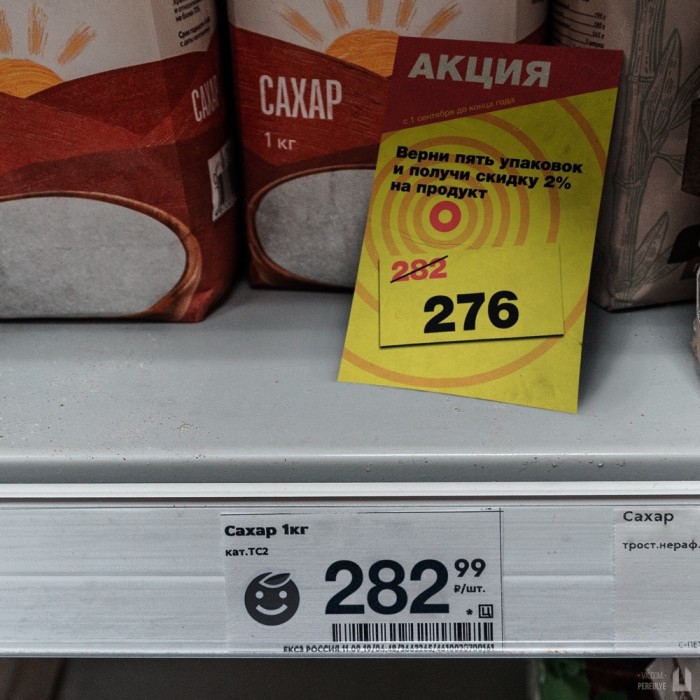 САХАР
САХАР
1 кг
АКЦИЯ
с 1 сентября до конца года
Верни пять упаковок
и получи скидку 2%
на продукт
282
276
Сахар 1кг
кат.ТС2
282 99
₽/шт.
* Ц
Сахар
трост.нераф.